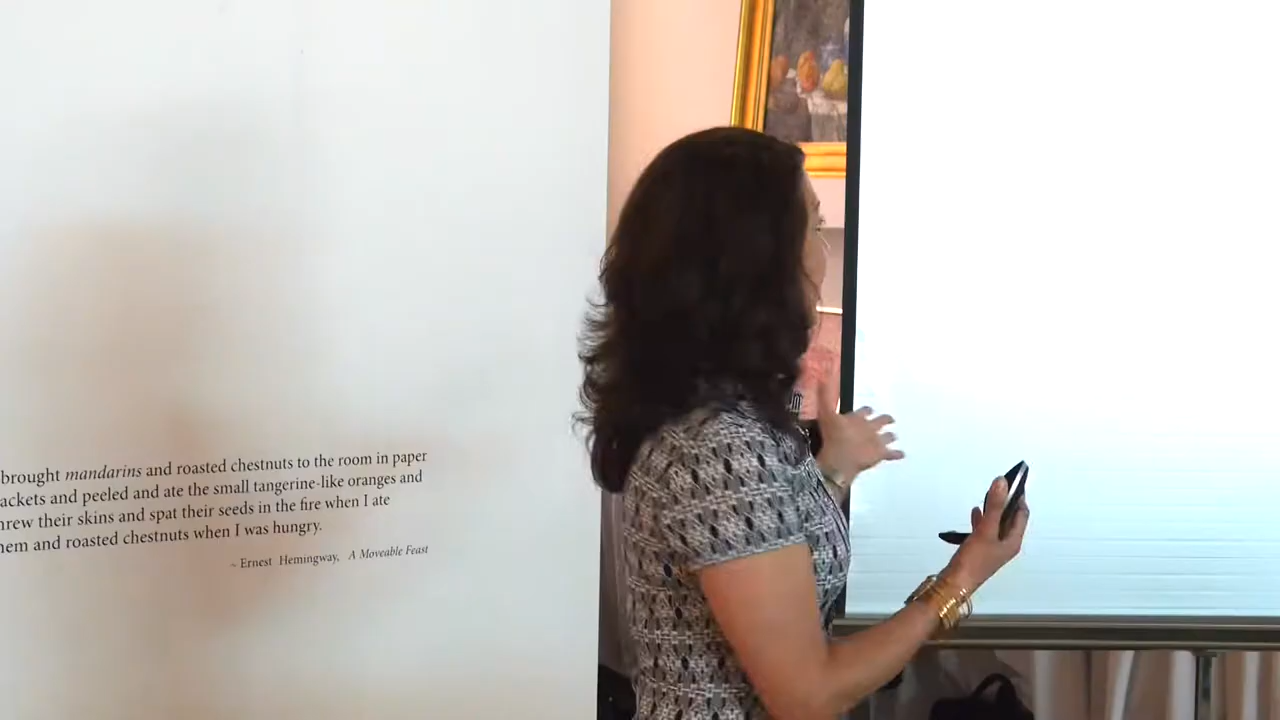 brought mandarins and roasted chestnuts to the room in paper
ackets and peeled and ate the small tangerine-like oranges and
hrew their skins and spat their seeds in the fire when I ate
hem and roasted chestnuts when I was hungry.
~ Ernest Hemingway, A Moveable Feast